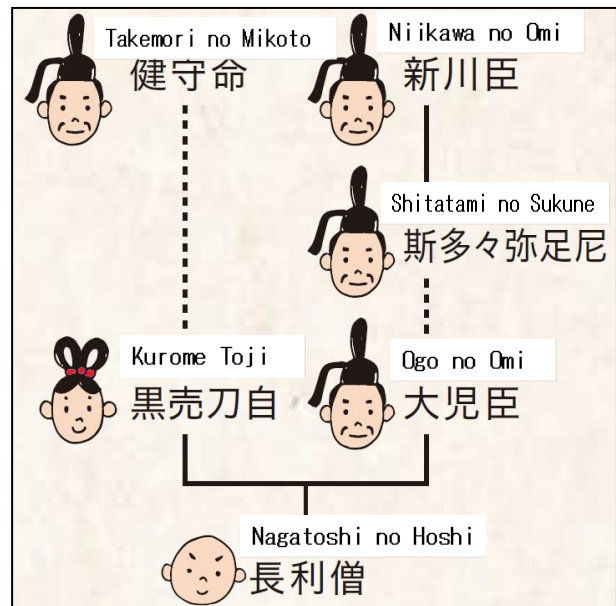 Takemori no Mikoto
健守命
Niikawa no Omi
新川臣
Shitatami no Sukune
斯多々弥足尼
Kurome Toji
黒売刀自
Ogo no Omi
大児臣
Nagatoshi no Hoshi
長利僧